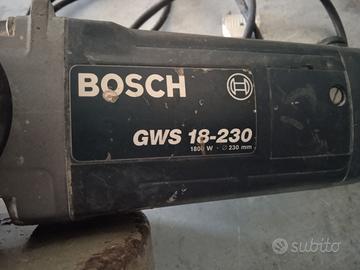 BOSCH
GWS 18-230
1800 W - Ø 230 mm
subito